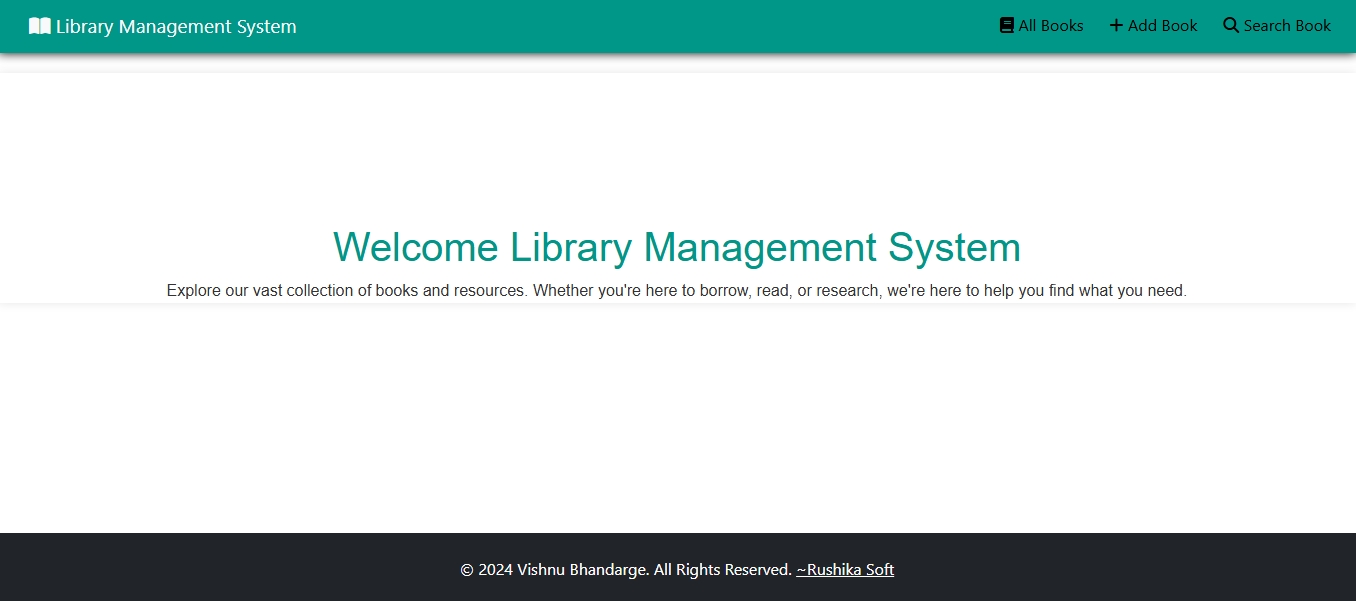 Library Management System
All Books
Add Book
Search Book
Welcome Library Management System
Explore our vast collection of books and resources. Whether you're here to borrow, read, or research, we're here to help you find what you need.
© 2024 Vishnu Bhandarge. All Rights Reserved. ~Rushika Soft